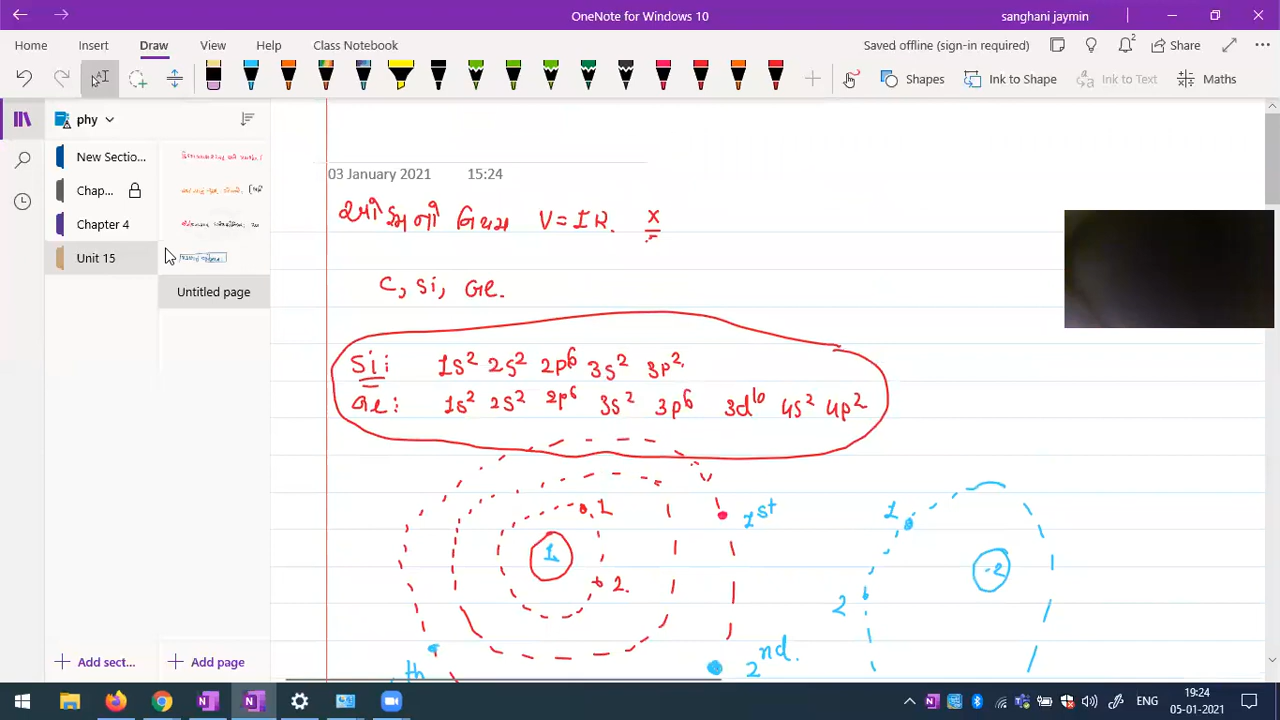 OneNote for Windows 10
sanghani jaymin
Home Insert Draw View Help Class Notebook
Saved offline (sign-in required)
Share
Shapes Ink to Shape Ink to Text Maths
phy
New Sectio...
Chap...
Chapter 4
Unit 15
Untitled page
03 January 2021 15:24
નિયમ V = IR. x
C, Si, Ge.
Si: 1s² 2s² 2p⁶ 3s² 3p².
Ge: 1s² 2s² 2p⁶ 3s² 3p⁶ 3d¹⁰ 4s² 4p²
1
2.
1.
1st
2nd.
th
1
2
2
Add sect...
Add page
ENG
19:24
05-01-2021